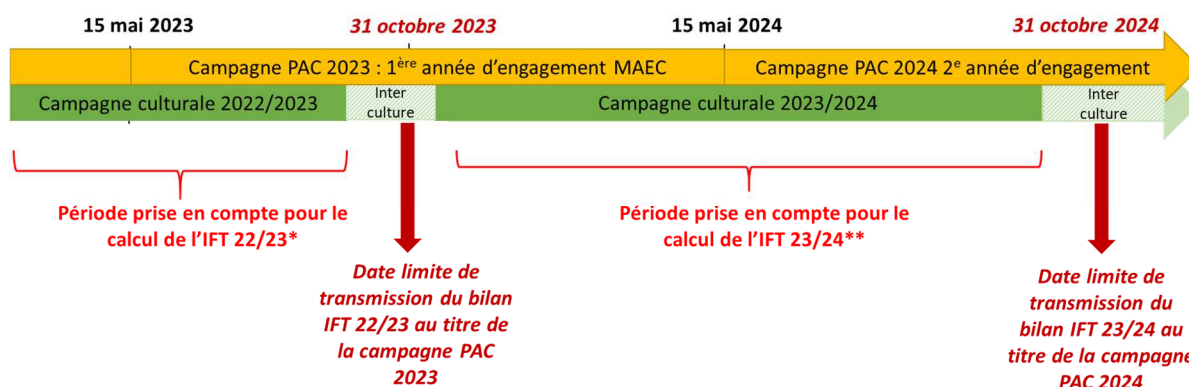 15 mai 2023
31 octobre 2023
15 mai 2024
31 octobre 2024
Campagne PAC 2023 : 1ère année d’engagement MAEC
Campagne PAC 2024 2e année d’engagement
Campagne culturale 2022/2023
Inter
culture
Campagne culturale 2023/2024
Inter
culture
Période prise en compte pour le
calcul de l’IFT 22/23*
Période prise en compte pour le
calcul de l’IFT 23/24**
Date limite de
transmission du bilan
IFT 22/23 au titre de
la campagne PAC
2023
Date limite de
transmission du
bilan IFT 23/24 au
titre de la campagne
PAC 2024